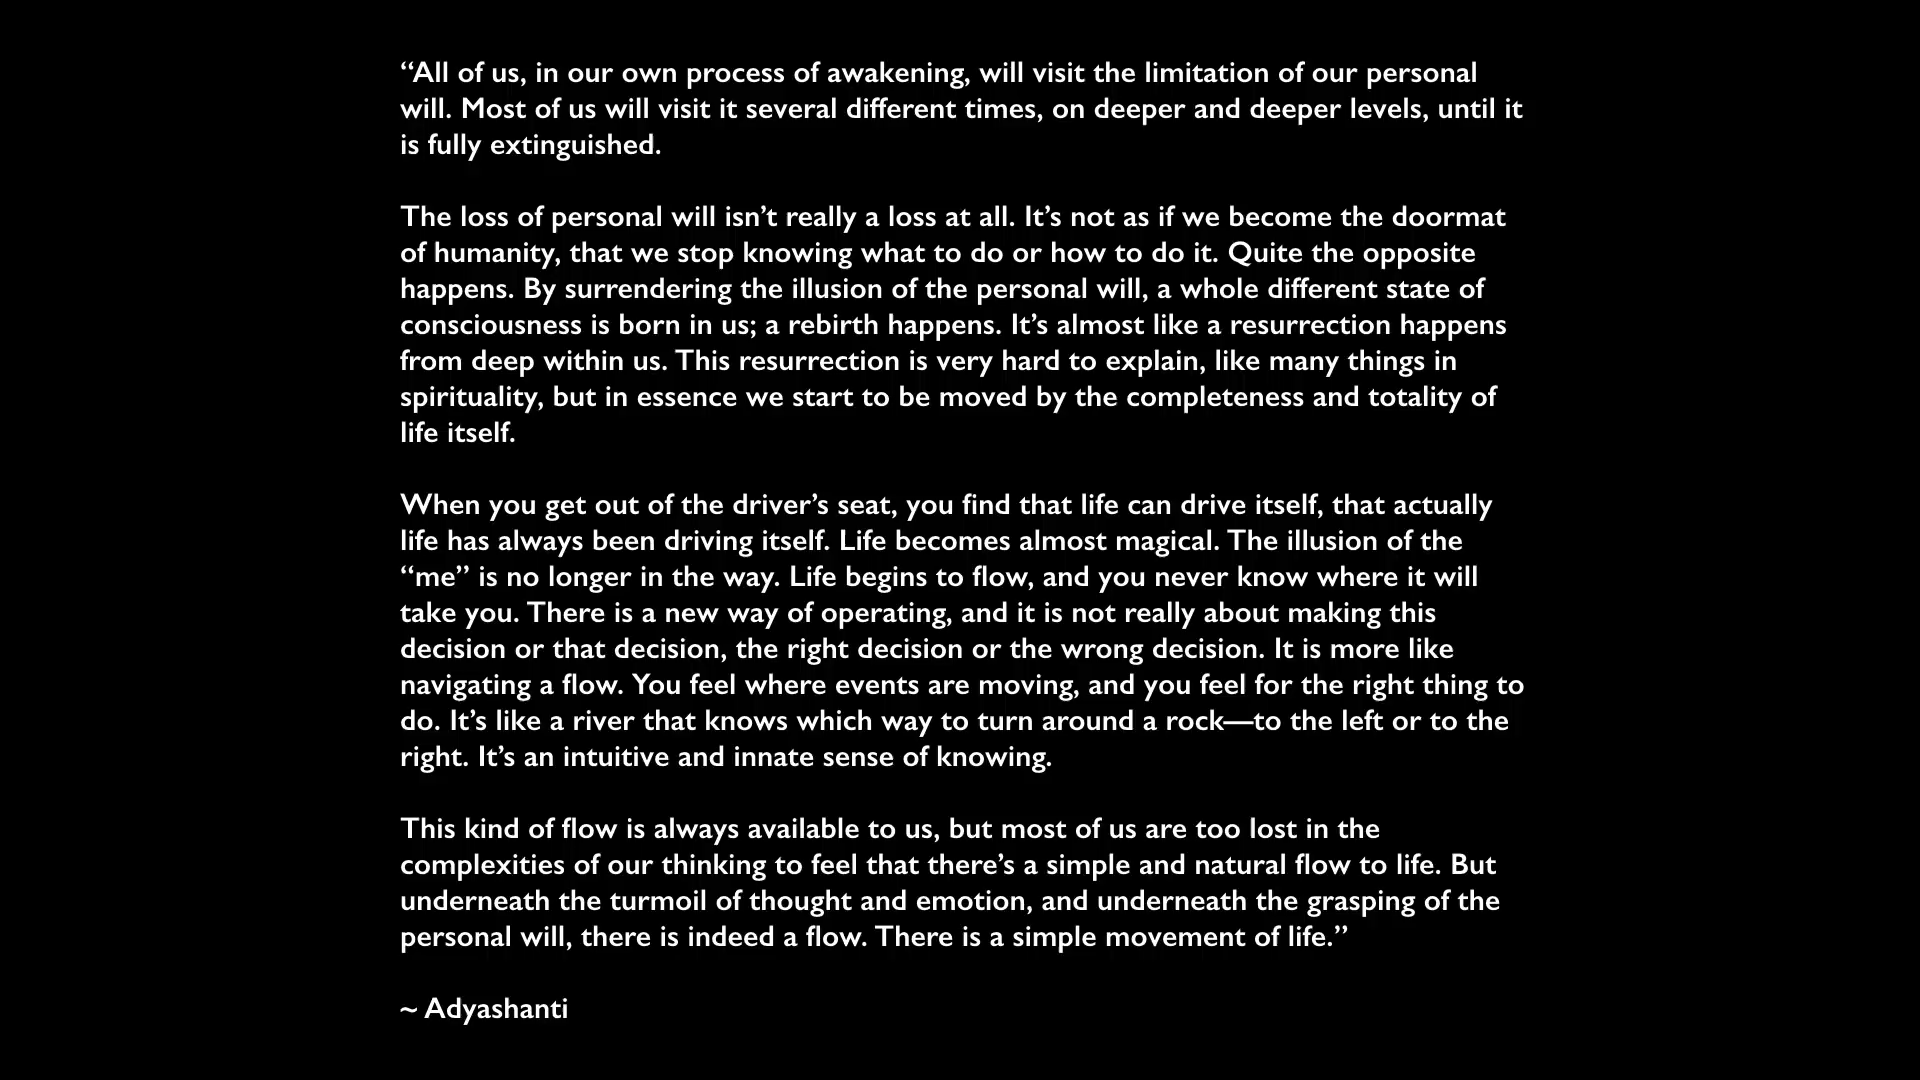 “All of us, in our own process of awakening, will visit the limitation of our personal
will. Most of us will visit it several different times, on deeper and deeper levels, until it
is fully extinguished.
The loss of personal will isn’t really a loss at all. It’s not as if we become the doormat
of humanity, that we stop knowing what to do or how to do it. Quite the opposite
happens. By surrendering the illusion of the personal will, a whole different state of
consciousness is born in us; a rebirth happens. It’s almost like a resurrection happens
from deep within us. This resurrection is very hard to explain, like many things in
spirituality, but in essence we start to be moved by the completeness and totality of
life itself.
When you get out of the driver’s seat, you find that life can drive itself, that actually
life has always been driving itself. Life becomes almost magical. The illusion of the
“me” is no longer in the way. Life begins to flow, and you never know where it will
take you. There is a new way of operating, and it is not really about making this
decision or that decision, the right decision or the wrong decision. It is more like
navigating a flow. You feel where events are moving, and you feel for the right thing to
do. It’s like a river that knows which way to turn around a rock—to the left or to the
right. It’s an intuitive and innate sense of knowing.
This kind of flow is always available to us, but most of us are too lost in the
complexities of our thinking to feel that there’s a simple and natural flow to life. But
underneath the turmoil of thought and emotion, and underneath the grasping of the
personal will, there is indeed a flow. There is a simple movement of life.”
~ Adyashanti